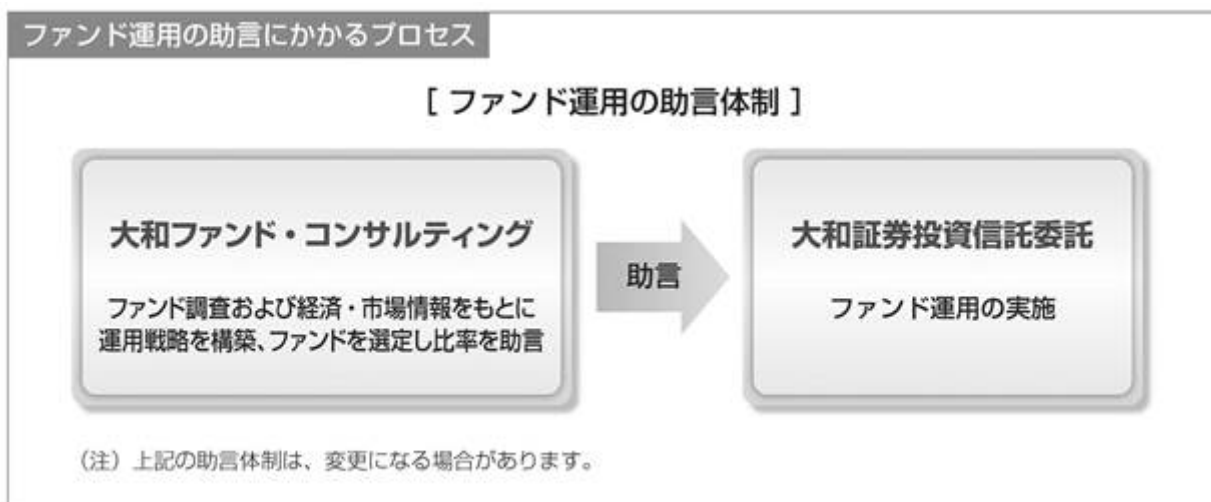 ファンド運用の助言にかかるプロセス
[ ファンド運用の助言体制 ]
大和ファンド・コンサルティング
ファンド調査および経済・市場情報をもとに
運用戦略を構築、ファンドを選定し比率を助言
助言
大和証券投資信託委託
ファンド運用の実施
（注）上記の助言体制は、変更になる場合があります。